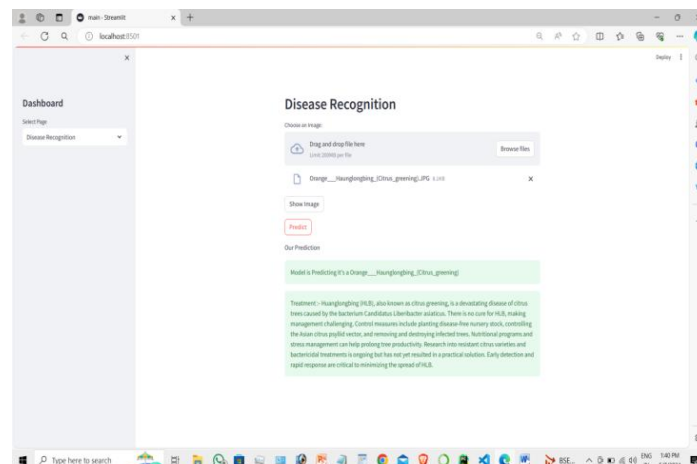 main - Streamlit
localhost:8501
Deploy
Dashboard
Select Page
Disease Recognition
Disease Recognition
Choose an Image:
Drag and drop file here
Limit 200MB per file
Browse files
Orange___Haunglongbing_(Citrus_greening).JPG
Show Image
Predict
Our Prediction
Model is Predicting it's a Orange___Haunglongbing_(Citrus_greening)
Treatment:- Huanglongbing (HLB), also known as citrus greening, is a devastating disease of citrus
trees caused by the bacterium Candidatus Liberibacter asiaticus. There is no cure for HLB, making
management challenging. Control measures include planting disease-free nursery stock, controlling
the Asian citrus psyllid vector, and removing and destroying infected trees. Nutritional programs and
stress management can help prolong tree productivity. Research into resistant citrus varieties and
bactericidal treatments is ongoing but has not yet resulted in a practical solution. Early detection and
rapid response are critical to minimizing the spread of HLB.
Type here to search
BSE...
ENG
1:40 PM